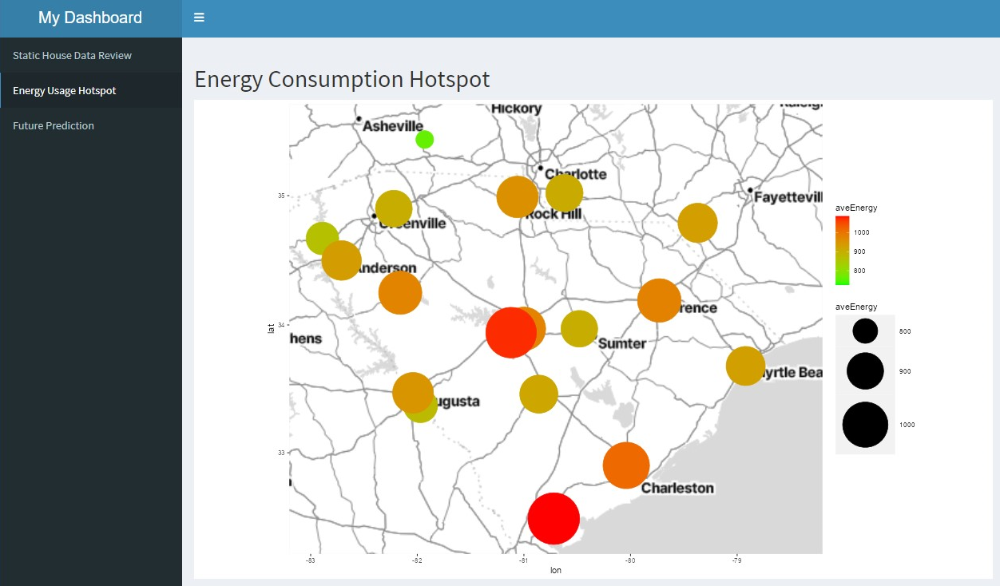 My Dashboard
Static House Data Review
Energy Usage Hotspot
Future Prediction
Energy Consumption Hotspot
Hickory
Asheville
Charlotte
Rock Hill
Fayettevill
Greenville
Anderson
rence
hens
Sumter
yrtle Bea
ugusta
Charleston
lat
35
34
33
-83
-82
-81
-80
-79
lon
aveEnergy
1000
900
800
aveEnergy
800
900
1000